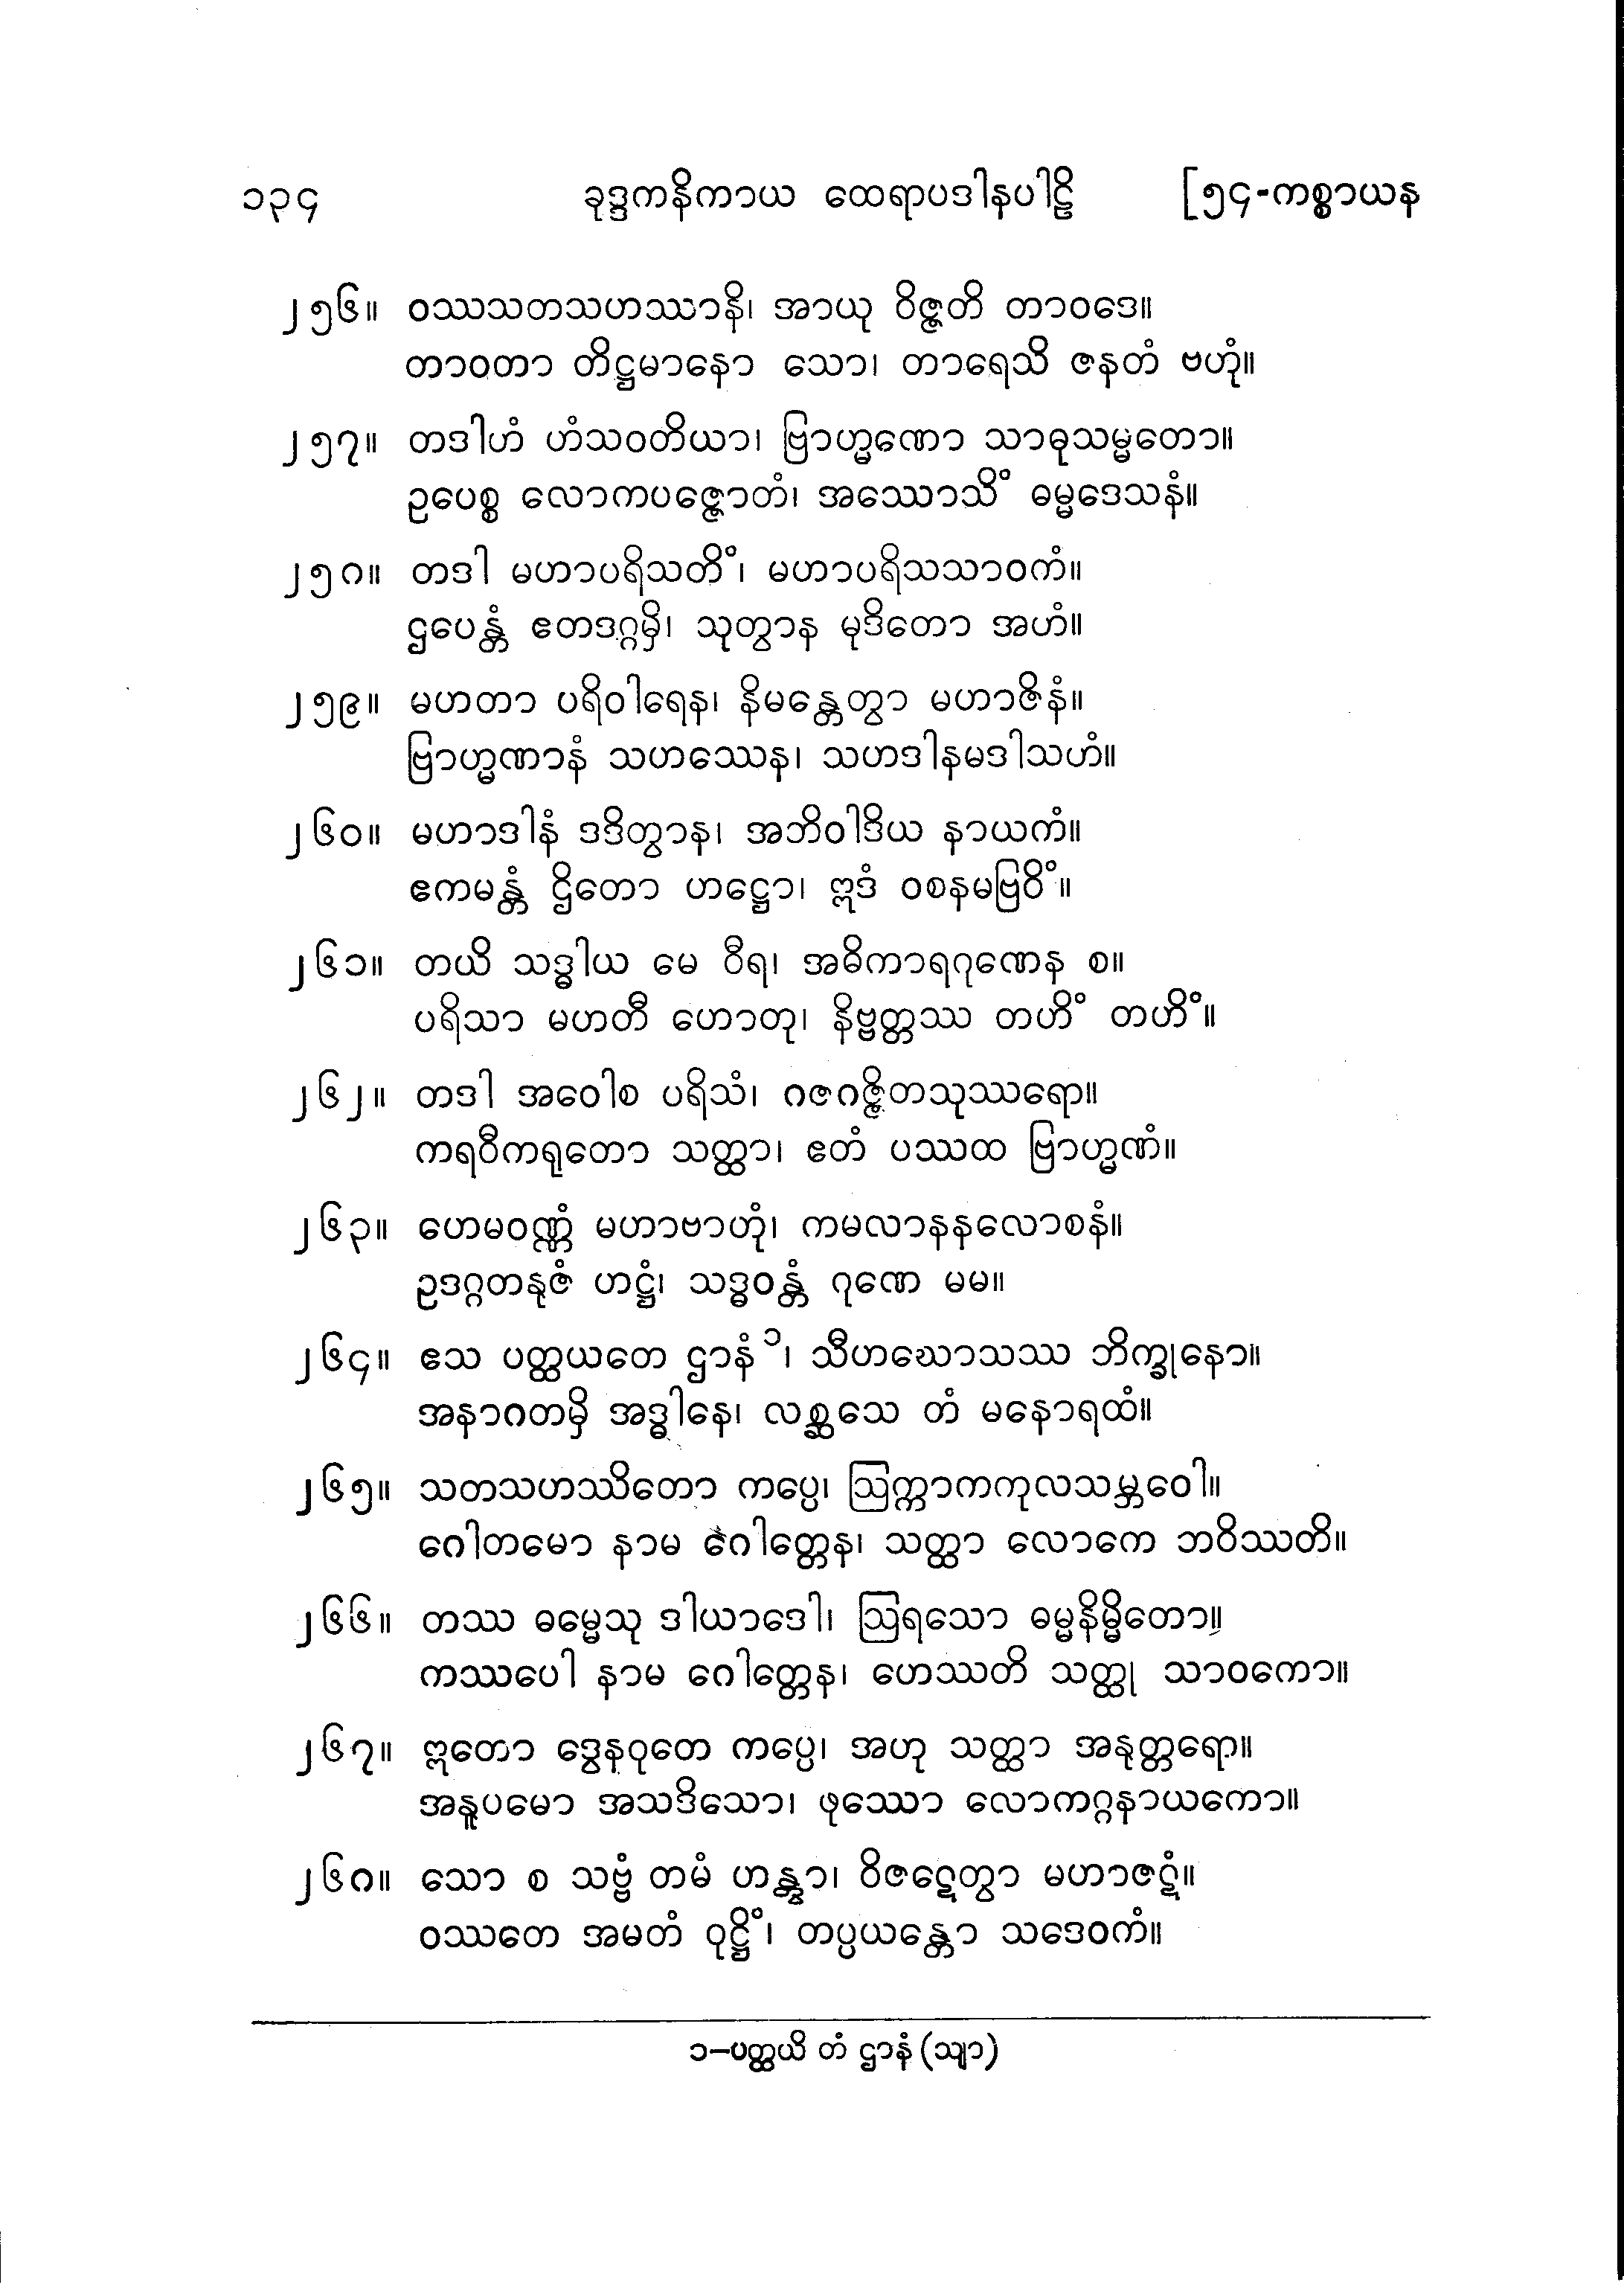 ၁၃၄ ခုဒ္ဒကနိကာယ ထေရာပဒါနပါဠိ [၅၄-ကစ္စာယန
၂၅၆။ ဝဿသတသဟဿာနိ၊ အာယု ဝိဇ္ဇတိ တာဝဒေ။
တာဝတာ တိဋ္ဌမာနော သော၊ တာရေသိ ဇနတံ ဗဟုံ။
၂၅၇။ တဒါဟံ ဟံသဝတိယာ၊ ဗြာဟ္မဏော သာဓုသမ္မတော။
ဥပေစ္စ လောကပဇ္ဇောတံ၊ အဿောသိံ ဓမ္မဒေသနံ။
၂၅၈။ တဒါ မဟာပရိသတိံ၊ မဟာပရိသသာဝကံ။
ဌပေန္တံ ဧတဒဂ္ဂမှိ၊ သုတွာန မုဒိတော အဟံ။
၂၅၉။ မဟတာ ပရိဝါရေန၊ နိမန္တေတွာ မဟာဇိနံ။
ဗြာဟ္မဏာနံ သဟဿေန၊ သဟဒါနမဒါသဟံ။
၂၆၀။ မဟာဒါနံ ဒဒိတွာန၊ အဘိဝါဒိယ နာယကံ။
ဧကမန္တံ ဌိတော ဟဋ္ဌော၊ ဣဒံ ဝစနမဗြဝိံ။
၂၆၁။ တယိ သဒ္ဓါယ မေ ဝီရ၊ အဓိကာရဂုဏေန စ။
ပရိသာ မဟတီ ဟောတု၊ နိဗ္ဗတ္တဿ တဟိံ တဟိံ။
၂၆၂။ တဒါ အဝေါစ ပရိသံ၊ ဂဇဂဇ္ဇိတသုဿရော။
ကရဝီကရုတော သတ္ထာ၊ ဧတံ ပဿထ ဗြာဟ္မဏံ။
၂၆၃။ ဟေမဝဏ္ဏံ မဟာဗာဟုံ၊ ကမလာနနလောစနံ။
ဥဒဂ္ဂတနုဇံ ဟဋ္ဌံ၊ သဒ္ဓဝန္တံ ဂုဏေ မမ။
၂၆၄။ ဧသ ပတ္ထယတေ ဌာနံ ၁၊ သီဟဃောသဿ ဘိက္ခုနော။
အနာဂတမှိ အဒ္ဓါနေ၊ လစ္ဆသေ တံ မနောရထံ။
၂၆၅။ သတသဟဿိတော ကပ္ပေ၊ ဩက္ကာကကုလသမ္ဘဝေါ။
ဂေါတမော နာမ ဂေါတ္တေန၊ သတ္ထာ လောကေ ဘဝိဿတိ။
၂၆၆။ တဿ ဓမ္မေသု ဒါယာဒေါ၊ ဩရသော ဓမ္မနိမ္မိတော။
ကဿပေါ နာမ ဂေါတ္တေန၊ ဟေဿတိ သတ္ထု သာဝကော။
၂၆၇။ ဣတော ဒွေနဝုတေ ကပ္ပေ၊ အဟု သတ္ထာ အနုတ္တရော။
အနူပမော အသဒိသော၊ ဖုဿော လောကဂ္ဂနာယကော။
၂၆၈။ သော စ သဗ္ဗံ တမံ ဟန္တွာ၊ ဝိဇဋေတွာ မဟာဇဋံ။
ဝဿတေ အမတံ ဝုဋ္ဌိံ၊ တပ္ပယန္တော သဒေဝကံ။
၁–ပတ္ထယိ တံ ဌာနံ (သျာ)